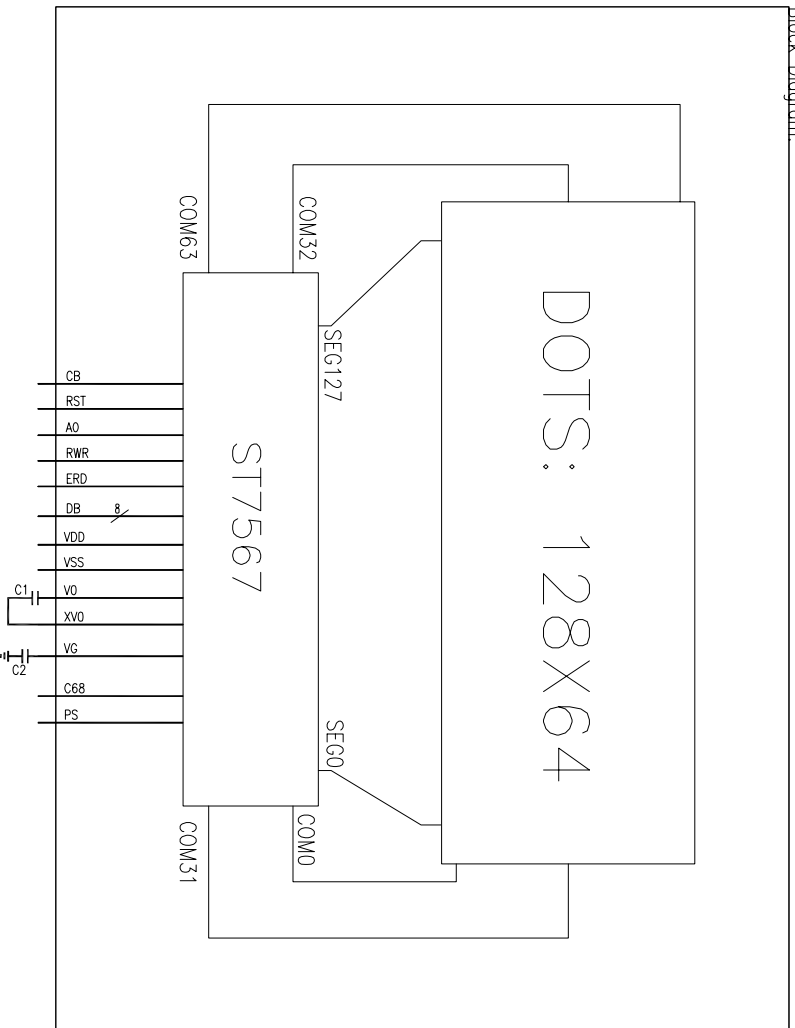 COM63
COM32
SEG127
DOTS: 128X64
ST7567
CB
RST
A0
RWR
ERD
DB
8
VDD
VSS
C1
V0
XV0
VG
C2
C68
PS
SEG0
COM31
COM0